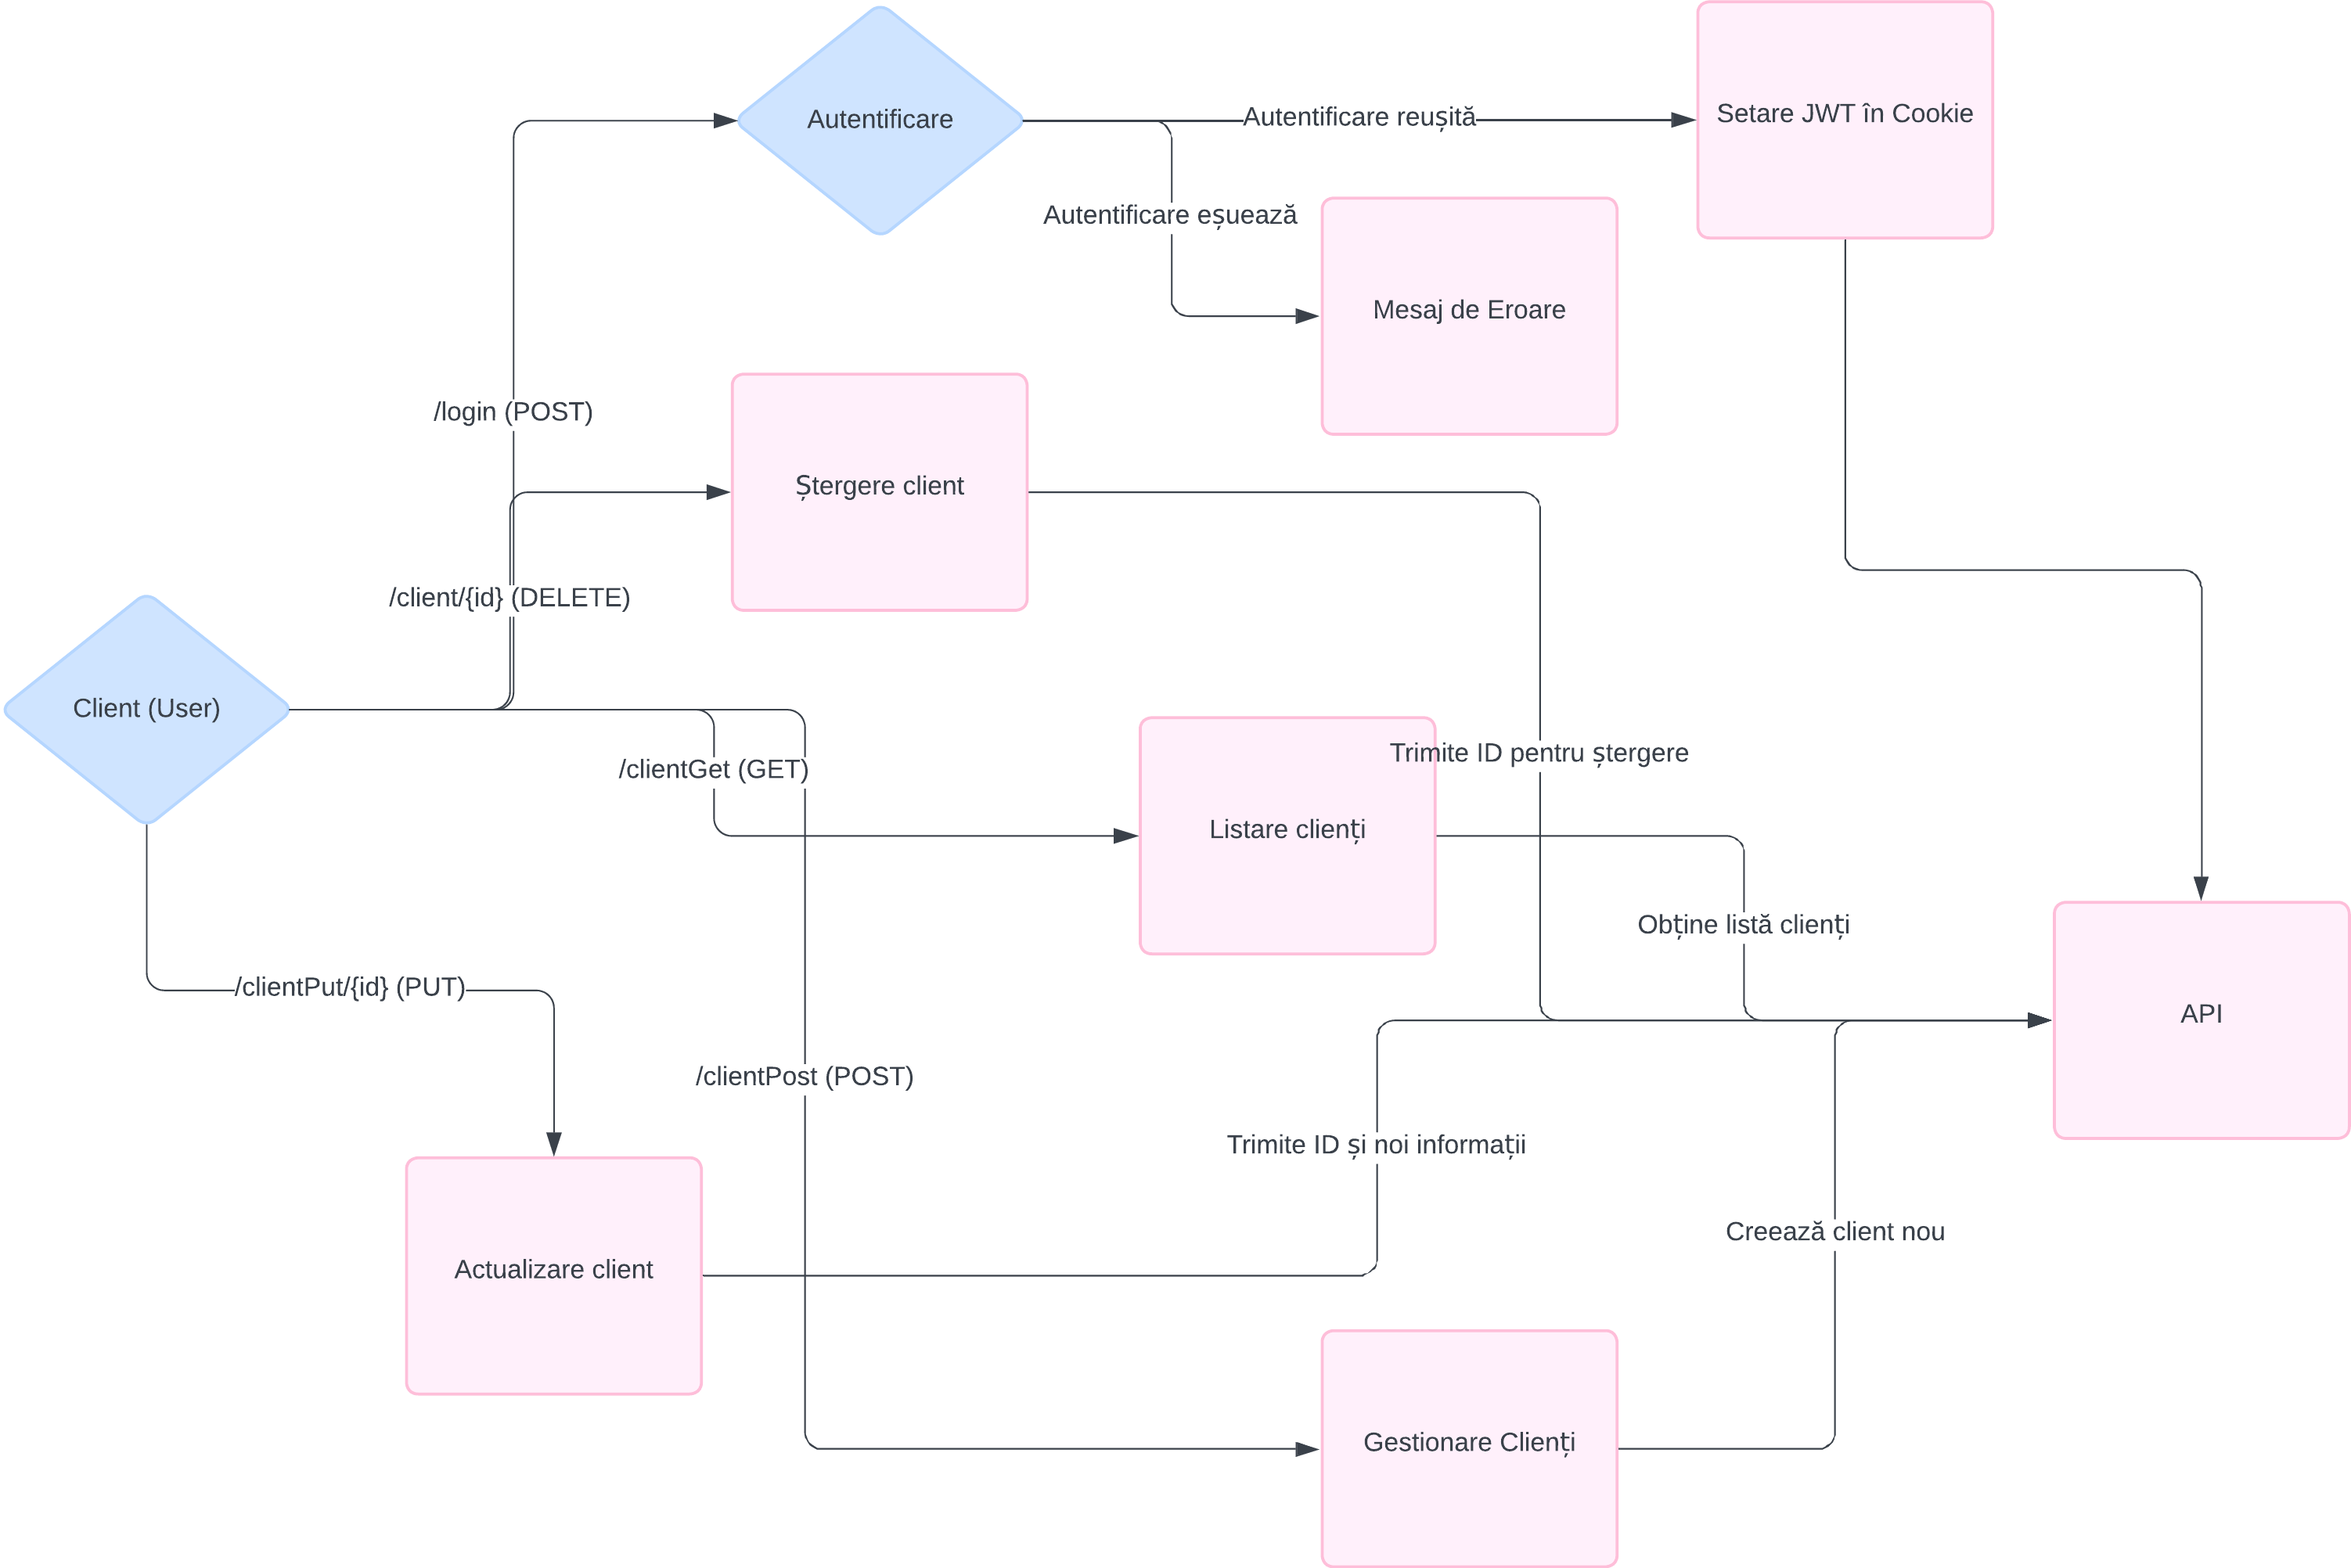 Autentificare
Autentificare reușită
Setare JWT în Cookie
Autentificare eșuează
Mesaj de Eroare
/login (POST)
Ștergere client
/client/{id} (DELETE)
Client (User)
/clientGet (GET)
Trimite ID pentru ștergere
Listare clienți
Obține listă clienți
/clientPut/{id} (PUT)
API
/clientPost (POST)
Trimite ID și noi informații
Creează client nou
Actualizare client
Gestionare Clienți